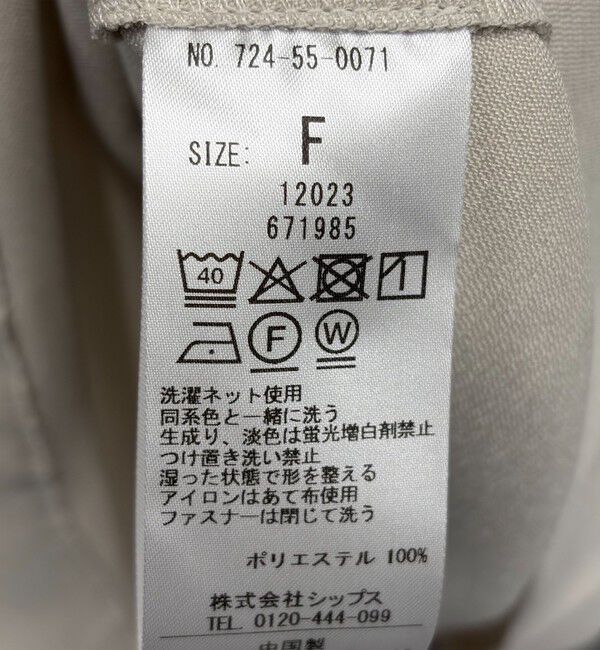 NO. 724-55-0071
SIZE: F
12023
671985
40
F W
洗濯ネット使用
同系色と一緒に洗う
生成り、淡色は蛍光増白剤禁止
つけ置き洗い禁止
湿った状態で形を整える
アイロンはあて布使用
ファスナーは閉じて洗う
ポリエステル 100%
株式会社シップス
TEL. 0120-444-099
中国製